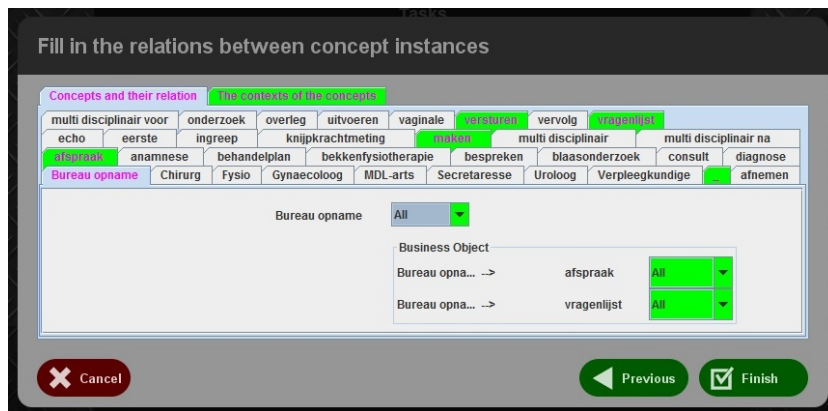 Tasks
Fill in the relations between concept instances
Concepts and their relation The contexts of the concepts
multi disciplinair voor onderzoek overleg uitvoeren vaginale versturen vervolg vragenlijst
echo eerste ingreep knijpkrachtmeting maken multi disciplinair multi disciplinair na
afspraak anamnese behandelplan bekkenfysiotherapie bespreken blaasonderzoek consult diagnose
Bureau opname Chirurg Fysio Gynaecoloog MDL-arts Secretaresse Uroloog Verpleegkundige _ afnemen
Bureau opname All
Business Object
Bureau opna... --> afspraak All
Bureau opna... --> vragenlijst All
Cancel Previous Finish